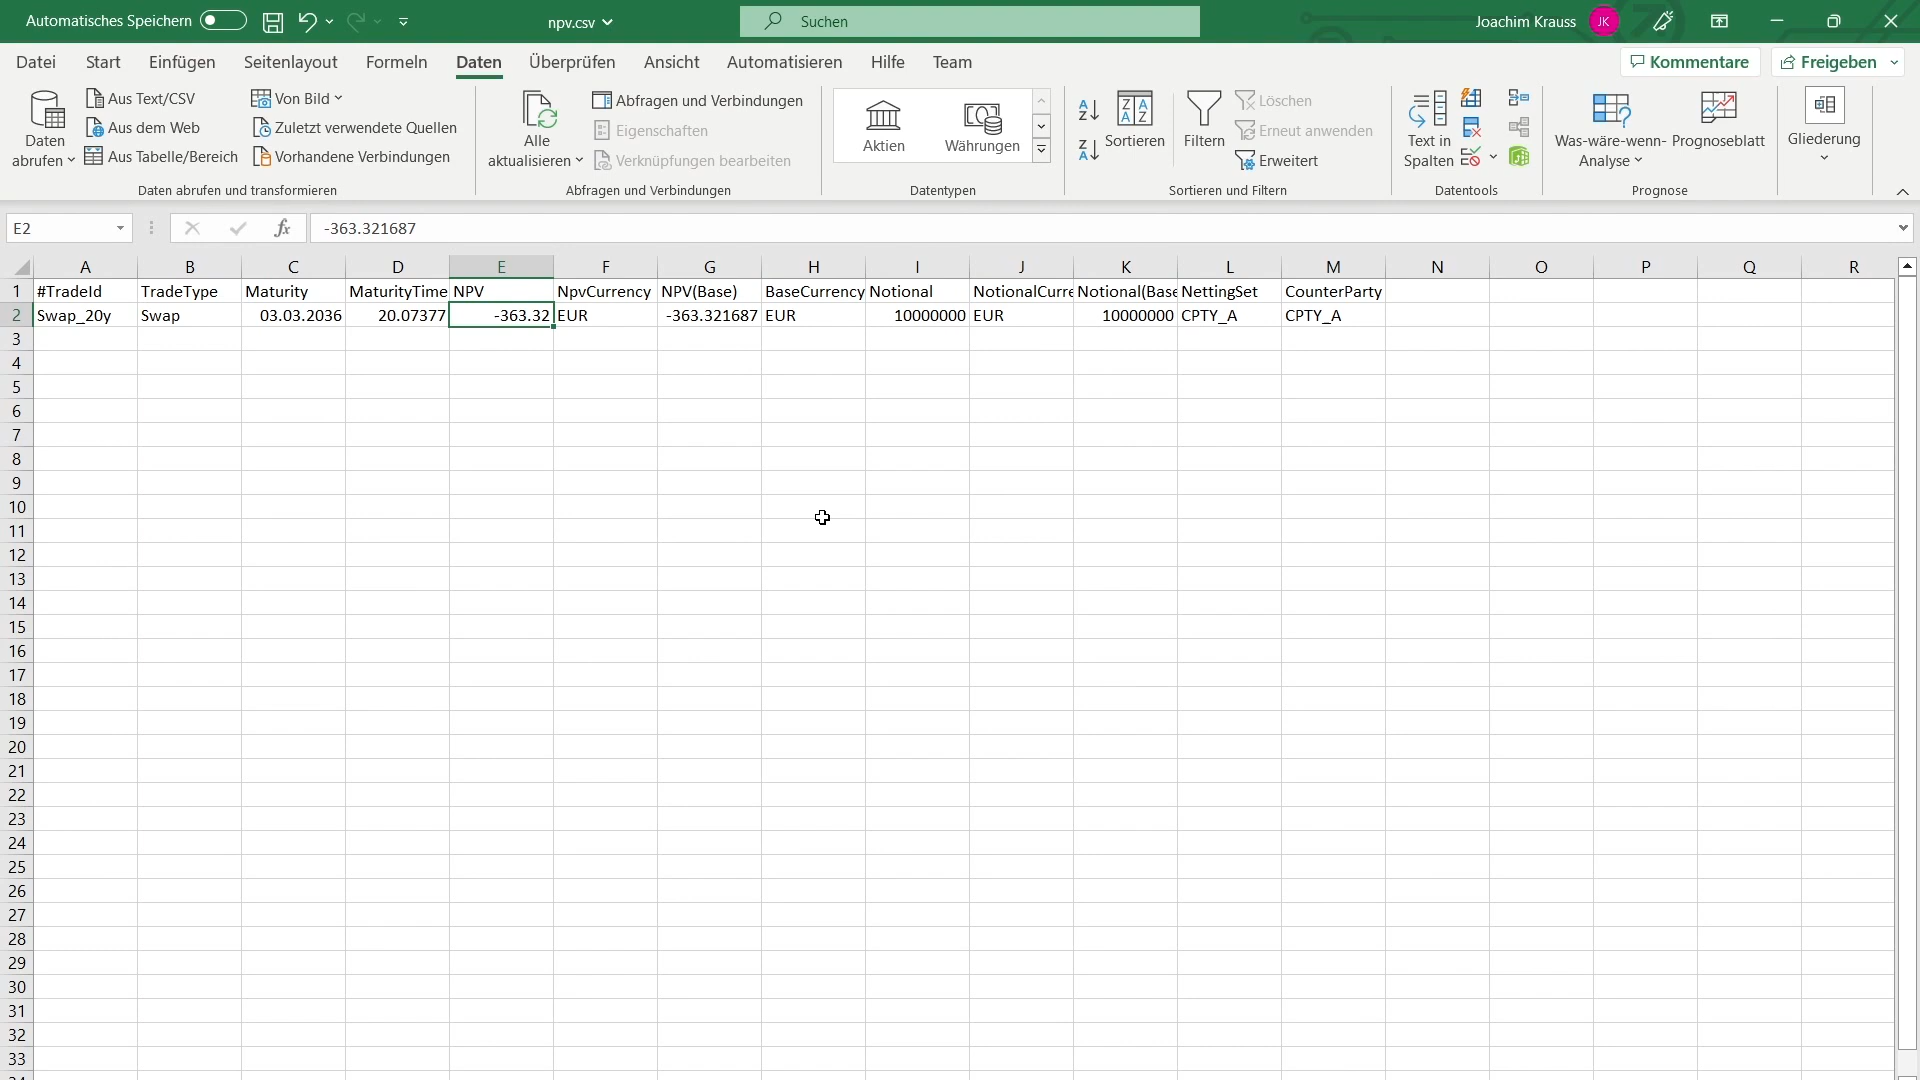 Automatisches Speichern
npv.csv
Suchen
Joachim Krauss
JK
Datei Start Einfügen Seitenlayout Formeln Daten Überprüfen Ansicht Automatisieren Hilfe Team
Kommentare
Freigeben
Daten abrufen
Aus Text/CSV
Aus dem Web
Aus Tabelle/Bereich
Von Bild
Zuletzt verwendete Quellen
Vorhandene Verbindungen
Daten abrufen und transformieren
Alle aktualisieren
Abfragen und Verbindungen
Eigenschaften
Verknüpfungen bearbeiten
Abfragen und Verbindungen
Aktien
Währungen
Datentypen
Sortieren
Filtern
Löschen
Erneut anwenden
Erweitert
Sortieren und Filtern
Text in Spalten
Datentools
Was-wäre-wenn-Analyse
Prognoseblatt
Prognose
Gliederung
E2
fx
-363.321687
A B C D E F G H I J K L M N O P Q R
1 #TradeId TradeType Maturity MaturityTime NPV NpvCurrency NPV(Base) BaseCurrency Notional NotionalCurre Notional(Base NettingSet CounterParty
2 Swap_20y Swap 03.03.2036 20.07377 -363.32 EUR -363.321687 EUR 10000000 EUR 10000000 CPTY_A CPTY_A
3
4
5
6
7
8
9
10
11
12
13
14
15
16
17
18
19
20
21
22
23
24
25
26
27
28
29
30
31
32
33